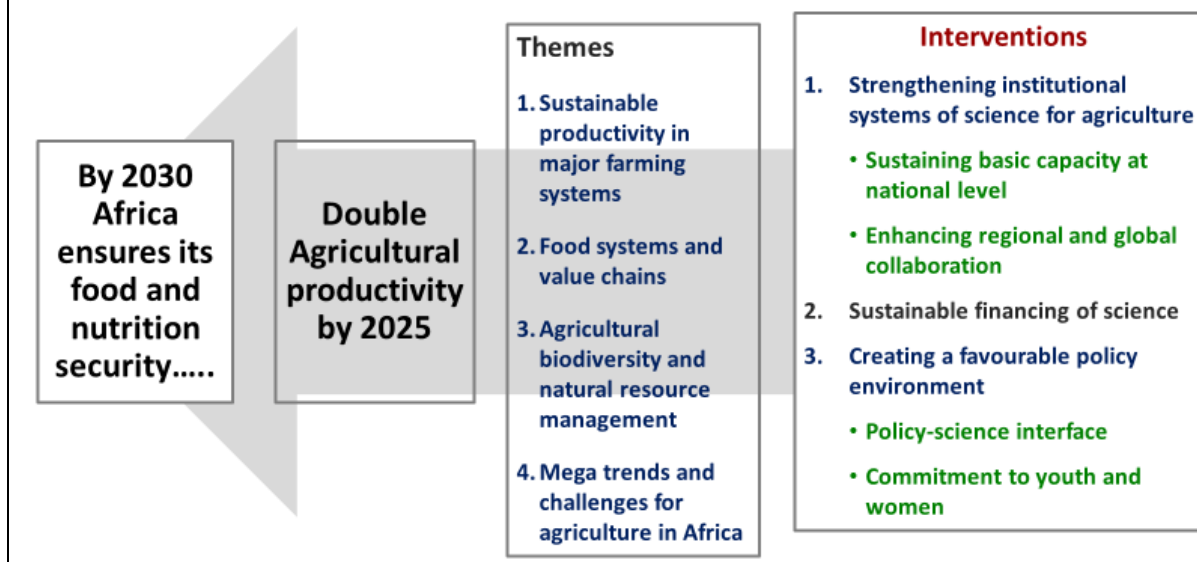 By 2030
Africa
ensures its
food and
nutrition
security.....
Double
Agricultural
productivity
by 2025
Themes
1. Sustainable
productivity in
major farming
systems
2. Food systems and
value chains
3. Agricultural
biodiversity and
natural resource
management
4. Mega trends and
challenges for
agriculture in Africa
Interventions
1. Strengthening institutional
systems of science for agriculture
• Sustaining basic capacity at
national level
• Enhancing regional and global
collaboration
2. Sustainable financing of science
3. Creating a favourable policy
environment
• Policy-science interface
• Commitment to youth and
women